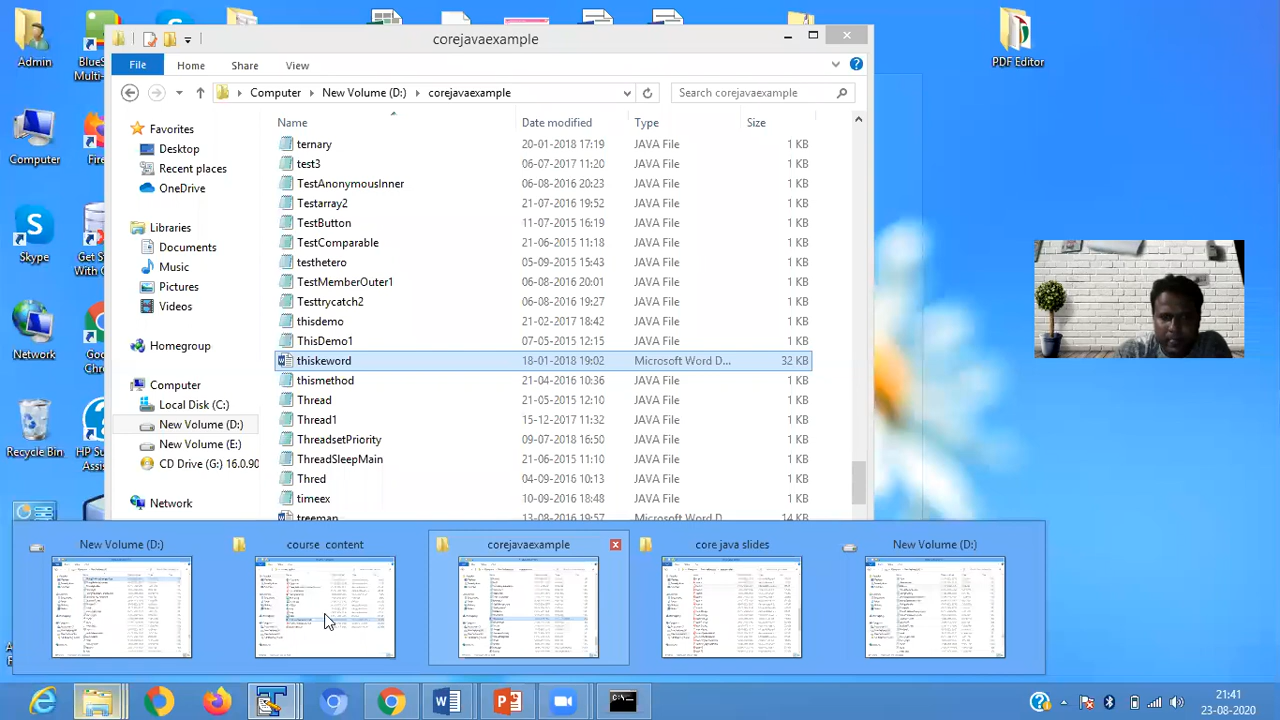 Admin
BlueS
Multi-
PDF Editor
corejavaexample
File Home Share View
Computer New Volume (D:) corejavaexample
Search corejavaexample
Name Date modified Type Size
Computer
Fire
Favorites
Desktop
Recent places
OneDrive
Libraries
Documents
Music
Pictures
Videos
Homegroup
Computer
Local Disk (C:)
New Volume (D:)
New Volume (E:)
CD Drive (G:) 16.0.90
Network
Skype
Get S
With C
Network
Goo
Chr
Recycle Bin
HP S
Assi
ternary 20-01-2018 17:19 JAVA File 1 KB
test3 06-07-2017 11:20 JAVA File 1 KB
TestAnonymousInner 06-08-2016 20:23 JAVA File 1 KB
Testarray2 21-07-2016 19:52 JAVA File 1 KB
TestButton 11-07-2015 16:19 JAVA File 1 KB
TestComparable 21-06-2015 11:18 JAVA File 1 KB
testhetero 05-09-2015 15:43 JAVA File 1 KB
TestMemberOuter1 06-08-2016 20:01 JAVA File 1 KB
Testtrycatch2 06-08-2016 19:27 JAVA File 1 KB
thisdemo 21-02-2017 18:42 JAVA File 1 KB
ThisDemo1 07-05-2015 12:15 JAVA File 1 KB
thiskeword 18-01-2018 19:02 Microsoft Word D... 32 KB
thismethod 21-04-2016 10:36 JAVA File 1 KB
Thread 21-05-2015 12:10 JAVA File 1 KB
Thread1 15-12-2017 11:32 JAVA File 1 KB
ThreadsetPriority 09-07-2018 16:50 JAVA File 1 KB
ThreadSleepMain 21-06-2015 11:10 JAVA File 1 KB
Thred 04-09-2016 10:13 JAVA File 1 KB
timeex 10-09-2016 18:48 JAVA File 1 KB
treeman 13-08-2016 19:57 Microsoft Word D 14 KB
New Volume (D:) course content corejavaexample core java slides New Volume (D:)
21:41
23-08-2020